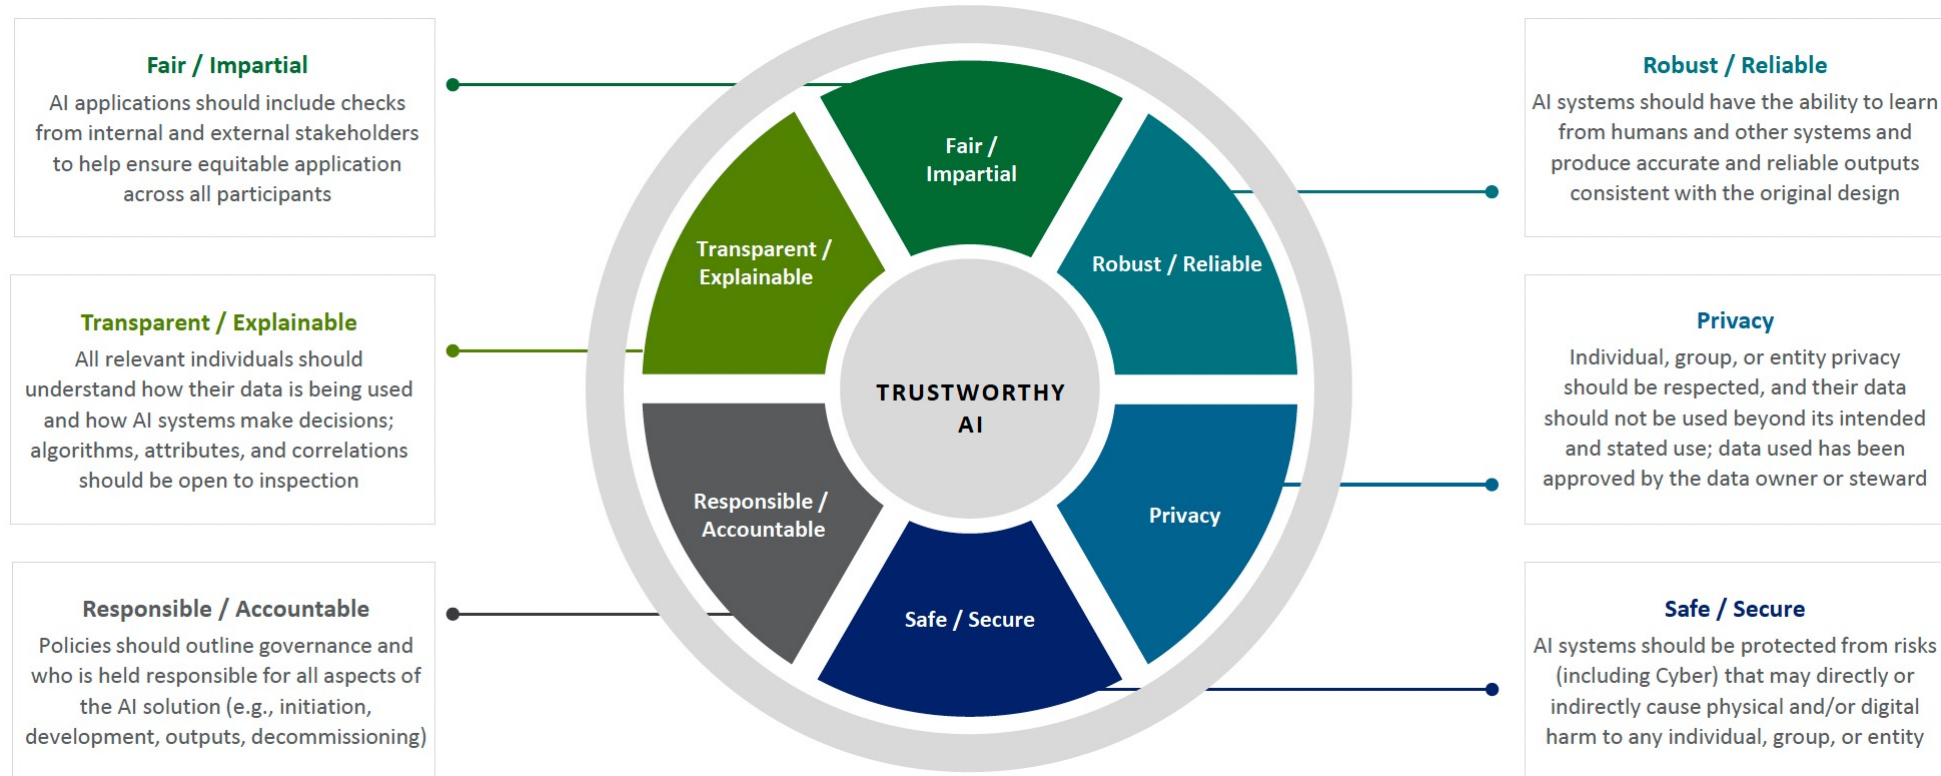 Fair / Impartial
AI applications should include checks
from internal and external stakeholders
to help ensure equitable application
across all participants
Transparent / Explainable
All relevant individuals should
understand how their data is being used
and how AI systems make decisions;
algorithms, attributes, and correlations
should be open to inspection
Responsible / Accountable
Policies should outline governance and
who is held responsible for all aspects of
the AI solution (e.g., initiation,
development, outputs, decommissioning)
Fair /
Impartial
Transparent /
Explainable
Robust / Reliable
TRUSTWORTHY
AI
Responsible /
Accountable
Privacy
Safe / Secure
Robust / Reliable
AI systems should have the ability to learn
from humans and other systems and
produce accurate and reliable outputs
consistent with the original design
Privacy
Individual, group, or entity privacy
should be respected, and their data
should not be used beyond its intended
and stated use; data used has been
approved by the data owner or steward
Safe / Secure
AI systems should be protected from risks
(including Cyber) that may directly or
indirectly cause physical and/or digital
harm to any individual, group, or entity